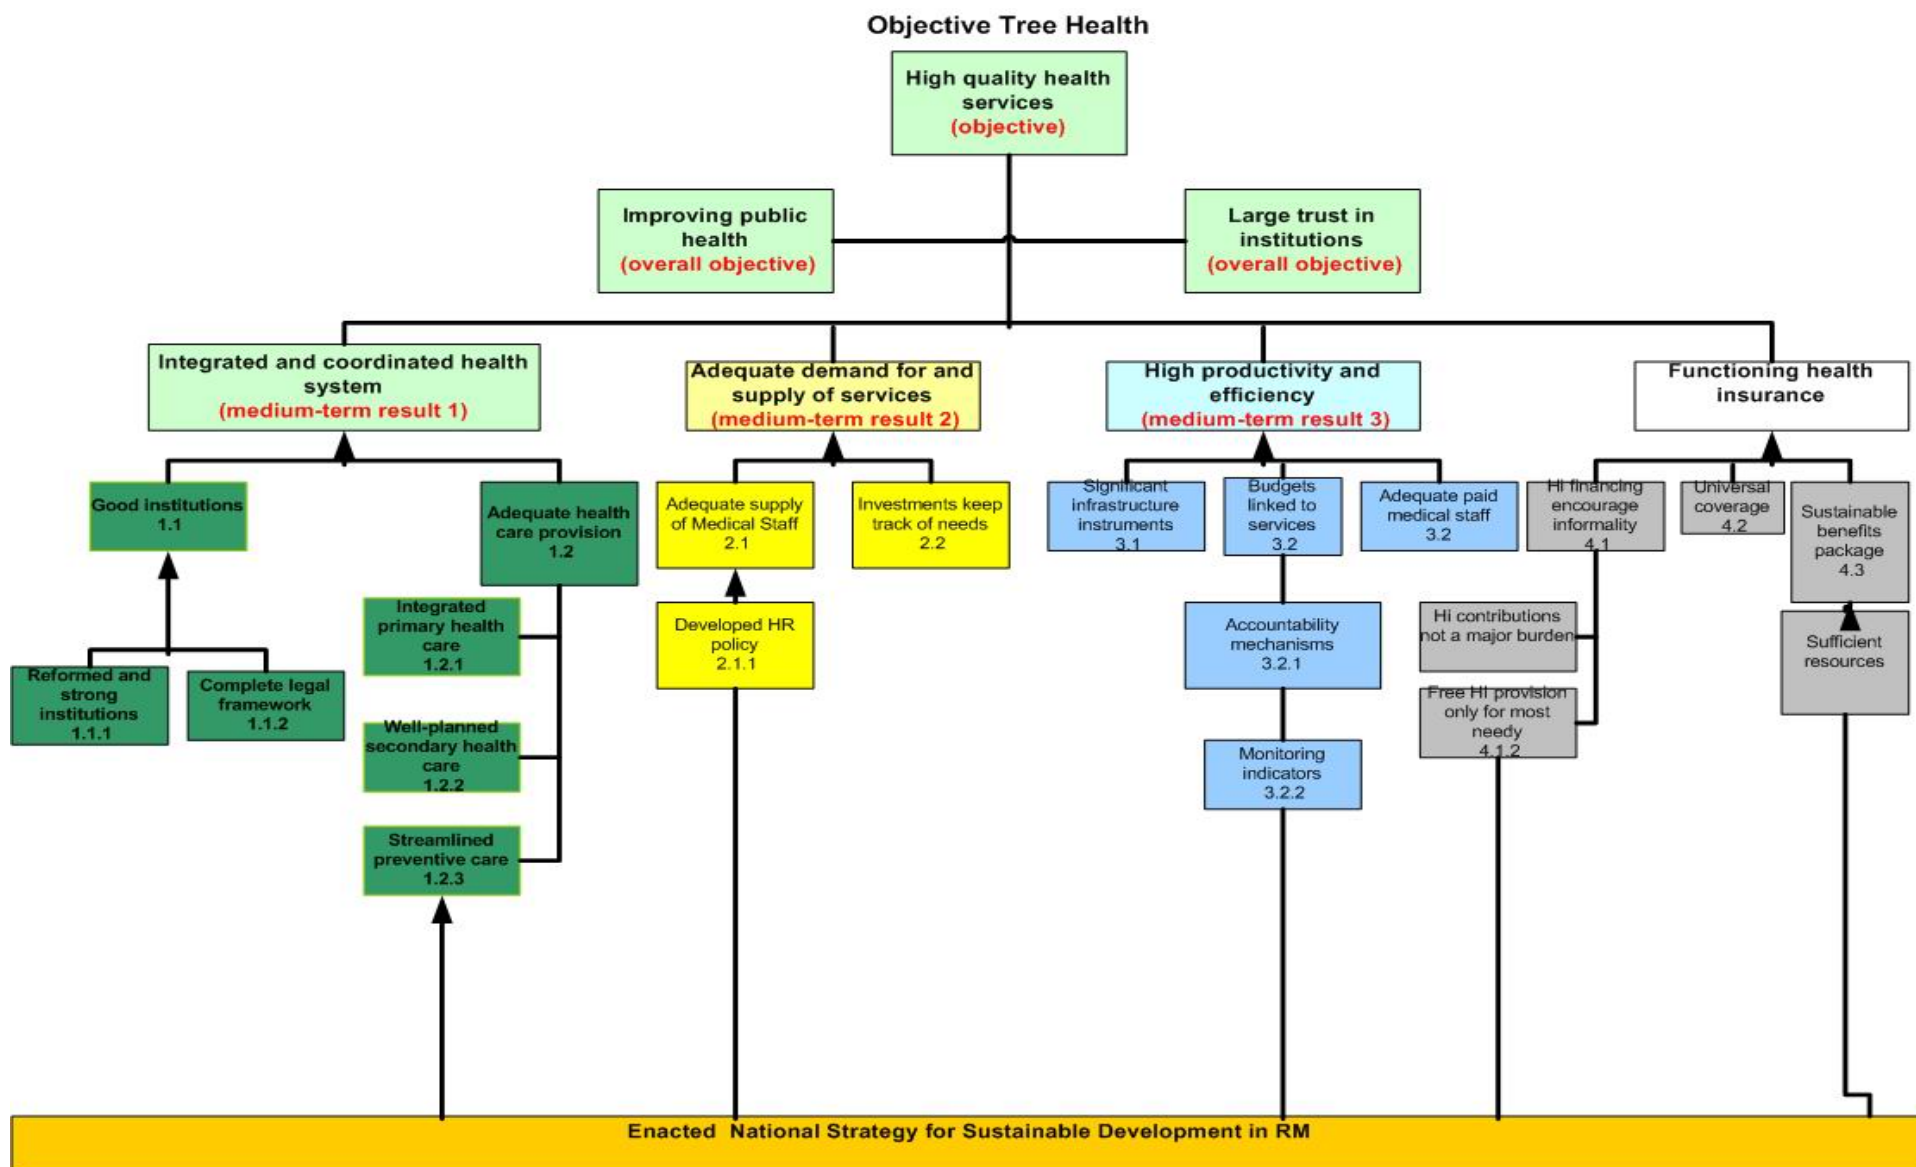 Objective Tree Health
High quality health
services
(objective)
Improving public
health
(overall objective)
Large trust in
institutions
(overall objective)
Integrated and coordinated health
system
(medium-term result 1)
Adequate demand for and
supply of services
(medium-term result 2)
High productivity and
efficiency
(medium-term result 3)
Functioning health
insurance
Good institutions
1.1
Adequate health
care provision
1.2
Adequate supply
of Medical Staff
2.1
Investments keep
track of needs
2.2
Significant
infrastructure
instruments
3.1
Budgets
linked to
services
3.2
Adequate paid
medical staff
3.2
HI financing
encourage
informality
4.1
Universal
coverage
4.2
Sustainable
benefits
package
4.3
Integrated
primary health
care
1.2.1
Developed HR
policy
2.1.1
Accountability
mechanisms
3.2.1
Hi contributions
not a major burden
Sufficient
resources
Reformed and
strong
institutions
1.1.1
Complete legal
framework
1.1.2
Well-planned
secondary health
care
1.2.2
Free HI provision
only for most
needy
4.1.2
Monitoring
indicators
3.2.2
Streamlined
preventive care
1.2.3
Enacted National Strategy for Sustainable Development in RM